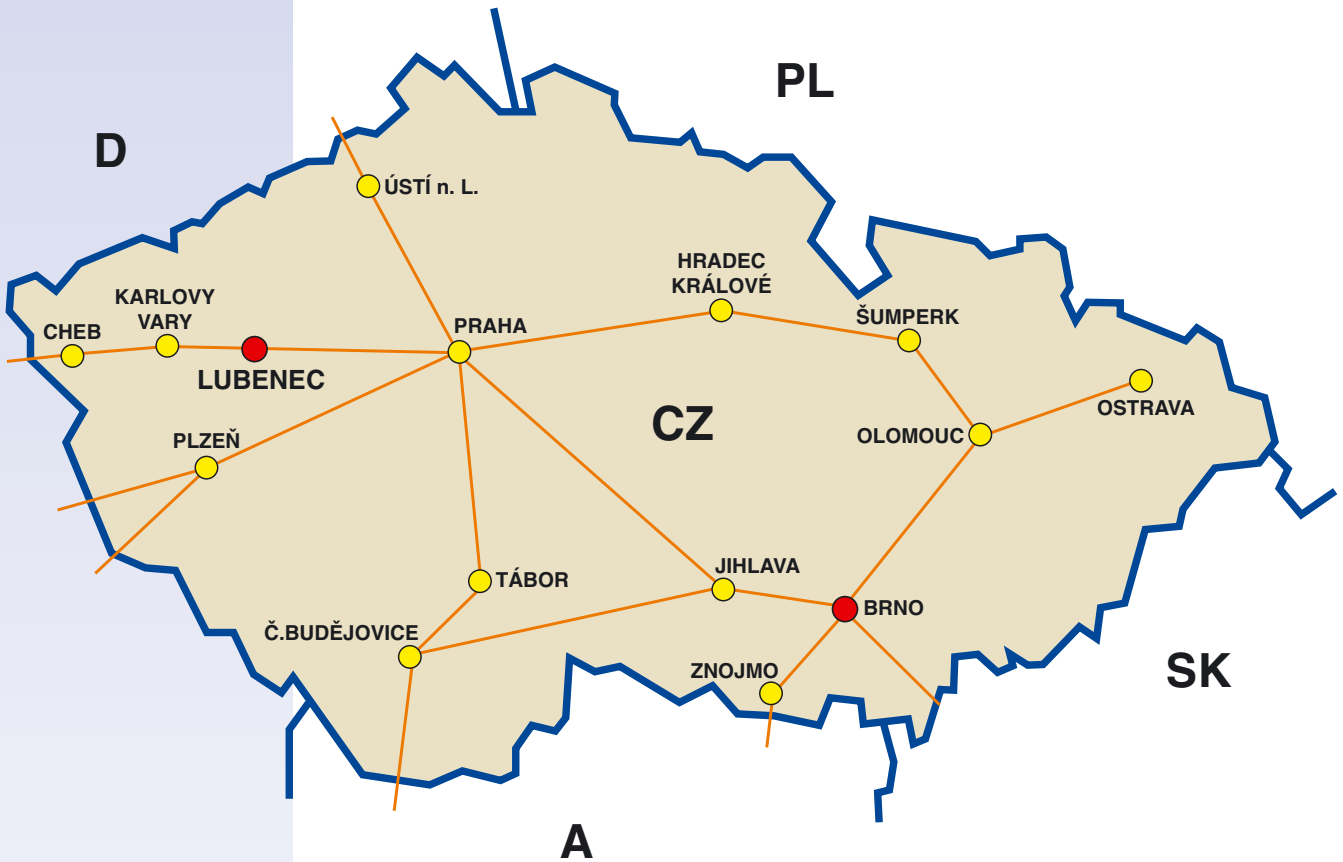 PL
D
ÚSTÍ n. L.
HRADEC
KRÁLOVÉ
KARLOVY
VARY
CHEB
PRAHA
ŠUMPERK
LUBENEC
CZ
OSTRAVA
PLZEŇ
OLOMOUC
JIHLAVA
TÁBOR
BRNO
Č.BUDĚJOVICE
ZNOJMO
SK
A